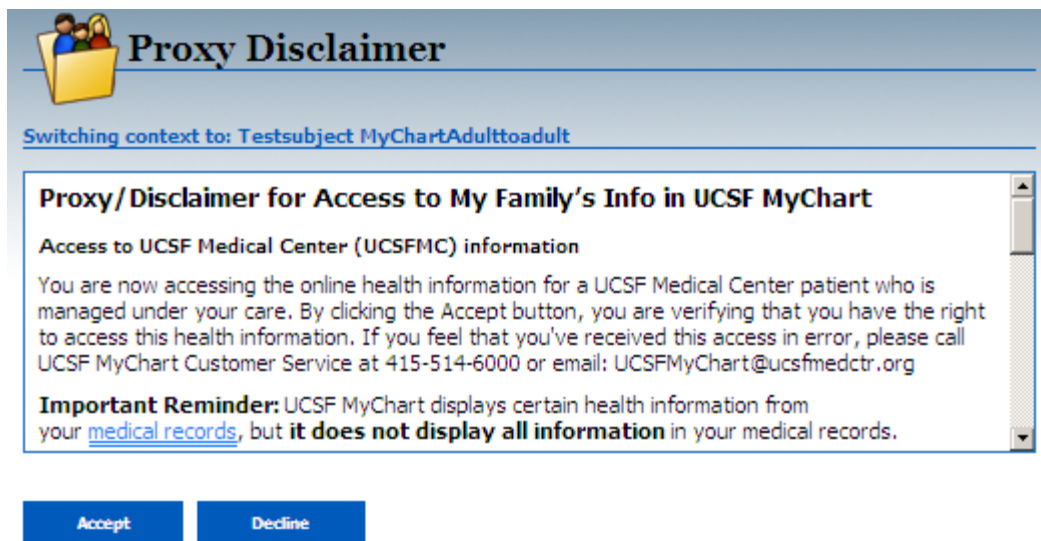 Proxy Disclaimer
Switching context to: Testsubject MyChartAdulttoadult
Proxy/Disclaimer for Access to My Family's Info in UCSF MyChart
Access to UCSF Medical Center (UCSFMC) information
You are now accessing the online health information for a UCSF Medical Center patient who is
managed under your care. By clicking the Accept button, you are verifying that you have the right
to access this health information. If you feel that you've received this access in error, please call
UCSF MyChart Customer Service at 415-514-6000 or email: UCSFMyChart@ucsfmedctr.org
Important Reminder: UCSF MyChart displays certain health information from
your medical records, but it does not display all information in your medical records.
Accept Decline